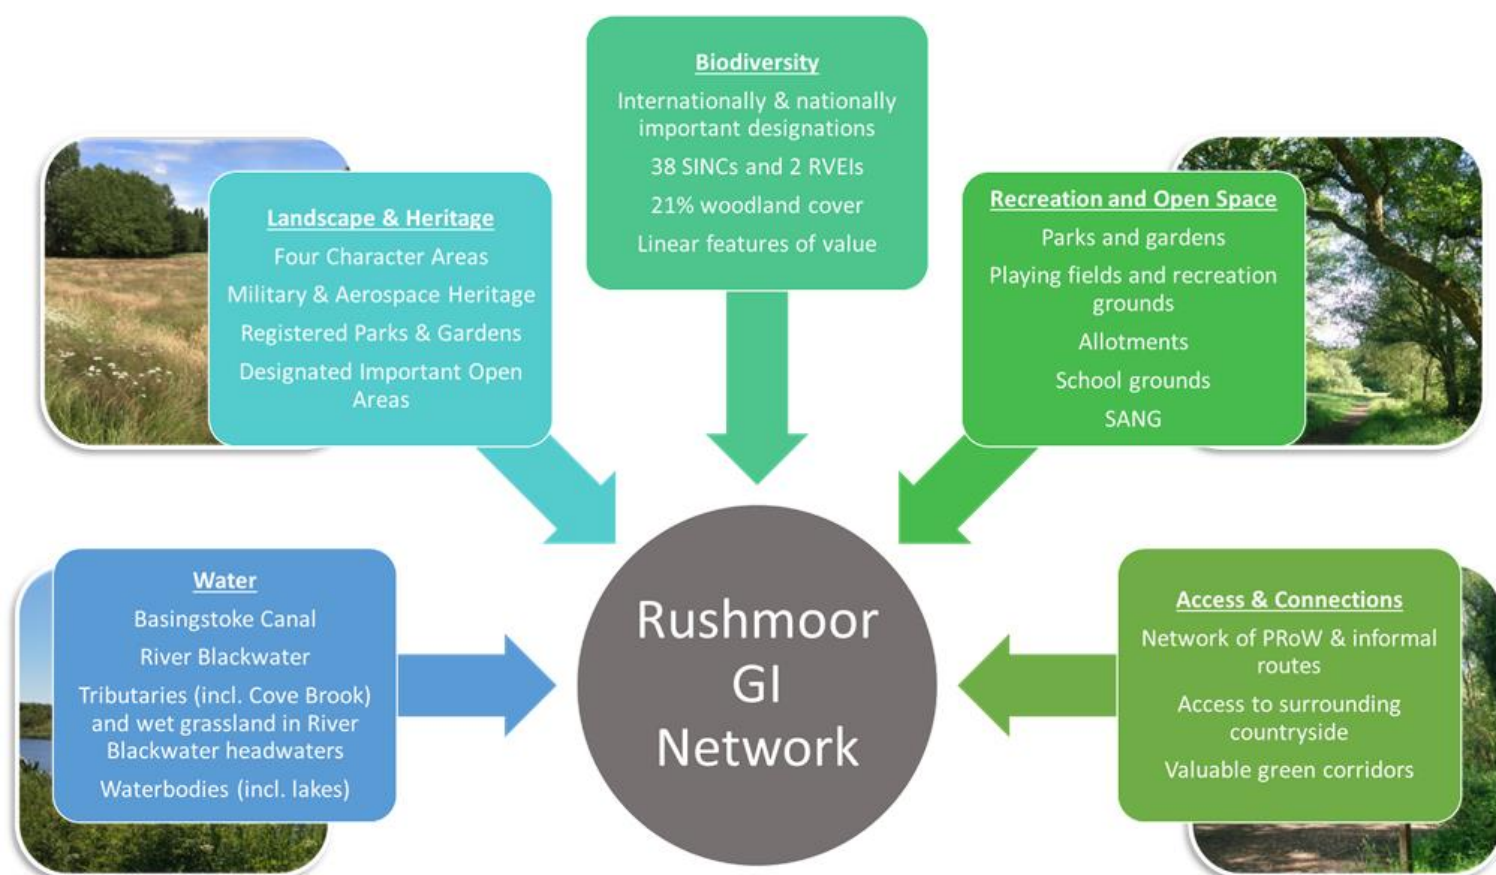 Biodiversity
Internationally & nationally
important designations
38 SINCs and 2 RVEIs
21% woodland cover
Linear features of value
Landscape & Heritage
Four Character Areas
Military & Aerospace Heritage
Registered Parks & Gardens
Designated Important Open
Areas
Recreation and Open Space
Parks and gardens
Playing fields and recreation
grounds
Allotments
School grounds
SANG
Water
Basingstoke Canal
River Blackwater
Tributaries (incl. Cove Brook)
and wet grassland in River
Blackwater headwaters
Waterbodies (incl. lakes)
Rushmoor
GI
Network
Access & Connections
Network of PRoW & informal
routes
Access to surrounding
countryside
Valuable green corridors